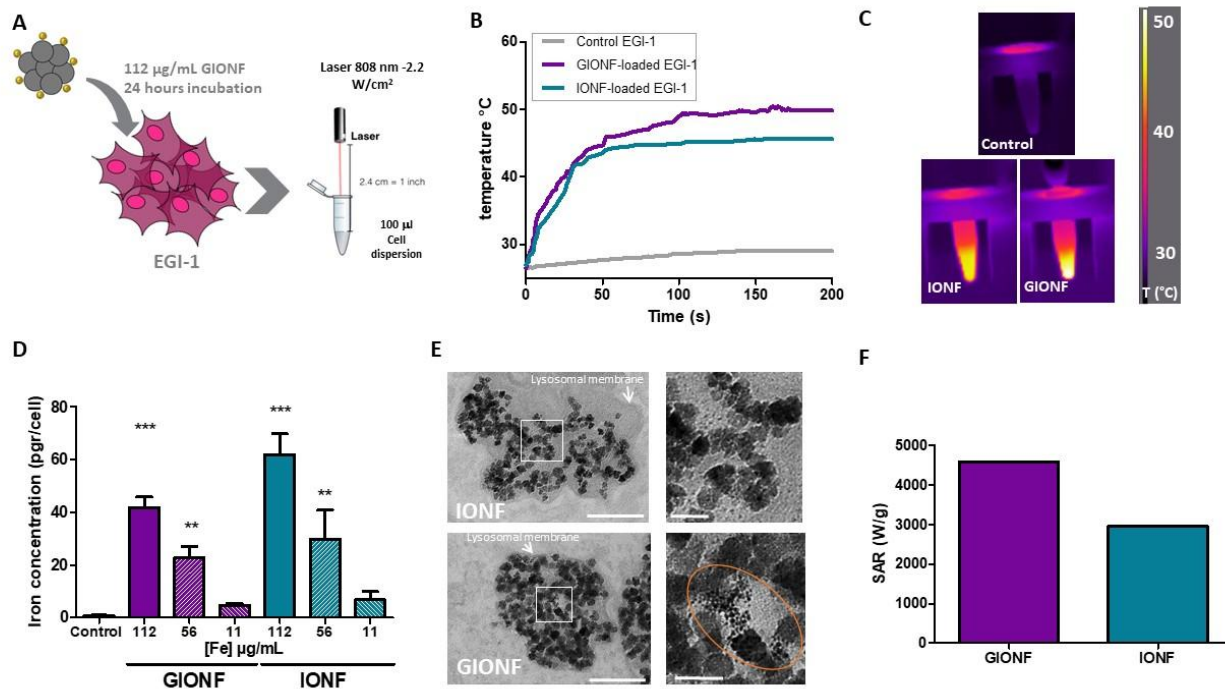 A
112 µg/mL GIONF
24 hours incubation
EGI-1
Laser 808 nm -2.2
W/cm²
Laser
2.4 cm = 1 inch
100 µl
Cell
dispersion
B
Control EGI-1
GIONF-loaded EGI-1
IONF-loaded EGI-1
temperature °C
60
50
40
30
0
50
100
150
200
Time (s)
C
Control
IONF
GIONF
50
40
30
T (°C)
D
Iron concentration (pgr/cell)
80
60
40
20
0
***
**
***
**
Control
112
56
11
112
56
11
[Fe] µg/mL
GIONF
IONF
E
Lysosomal membrane
IONF
Lysosomal membrane
GIONF
F
SAR (W/g)
5000
4000
3000
2000
1000
0
GIONF
IONF